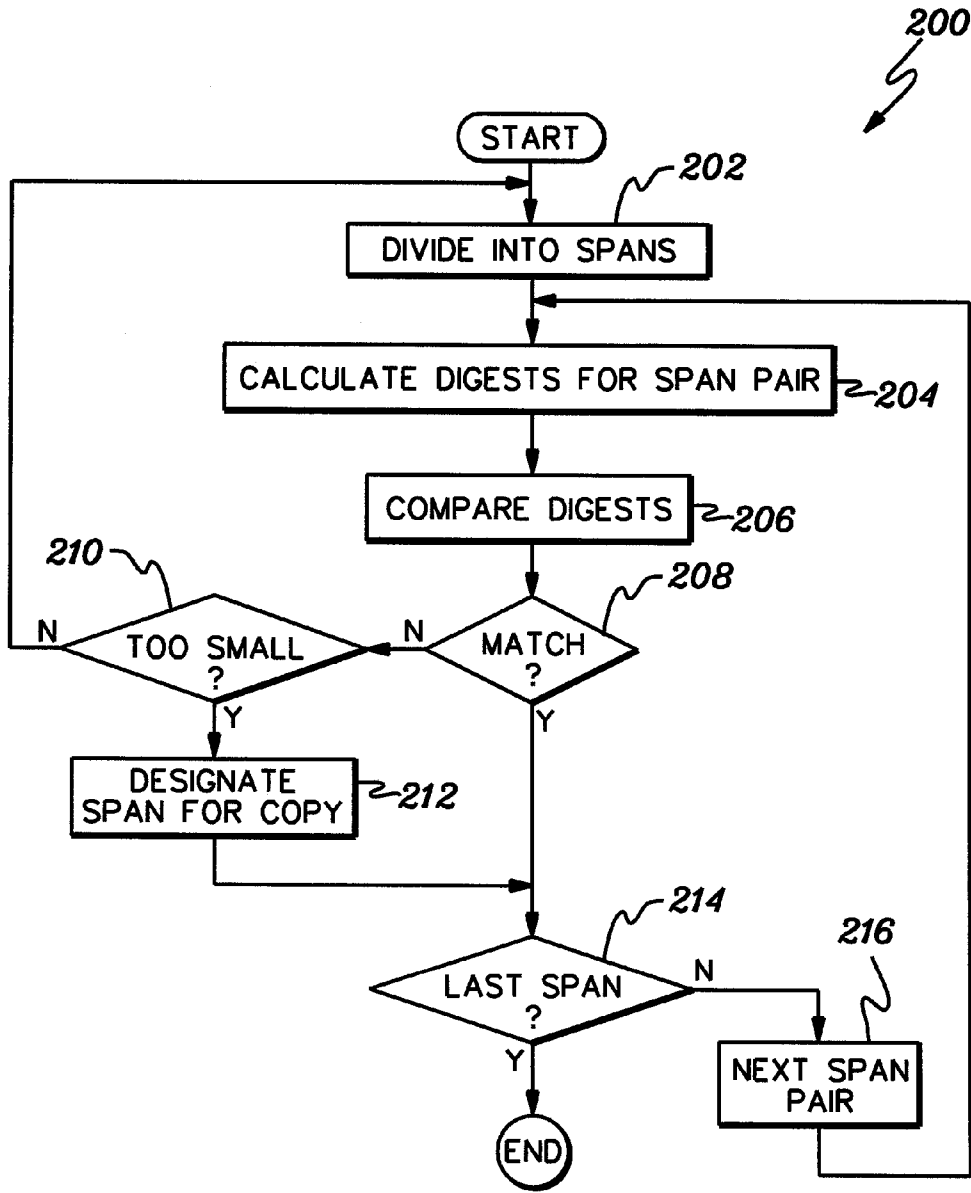 200
START
202
DIVIDE INTO SPANS
CALCULATE DIGESTS FOR SPAN PAIR
204
COMPARE DIGESTS
206
210
208
N
TOO SMALL
?
N
MATCH
?
Y
Y
DESIGNATE
SPAN FOR COPY
212
214
216
LAST SPAN
?
N
Y
NEXT SPAN
PAIR
END